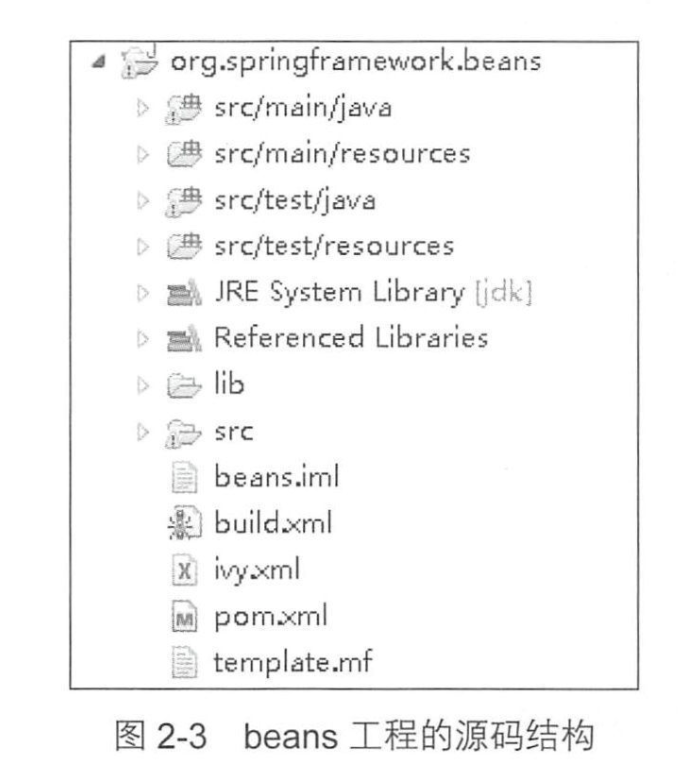 org.springframework.beans
src/main/java
src/main/resources
src/test/java
src/test/resources
JRE System Library [jdk]
Referenced Libraries
lib
src
beans.iml
build.xml
ivy.xml
pom.xml
template.mf
图 2-3 beans 工程的源码结构